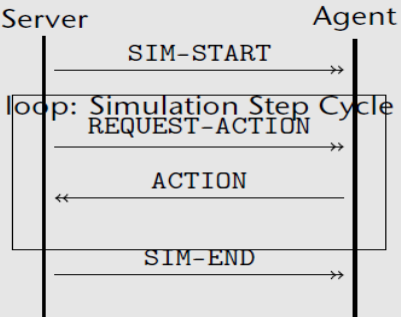 Server Agent
SIM-START
loop: Simulation Step Cycle
REQUEST-ACTION
ACTION
SIM-END